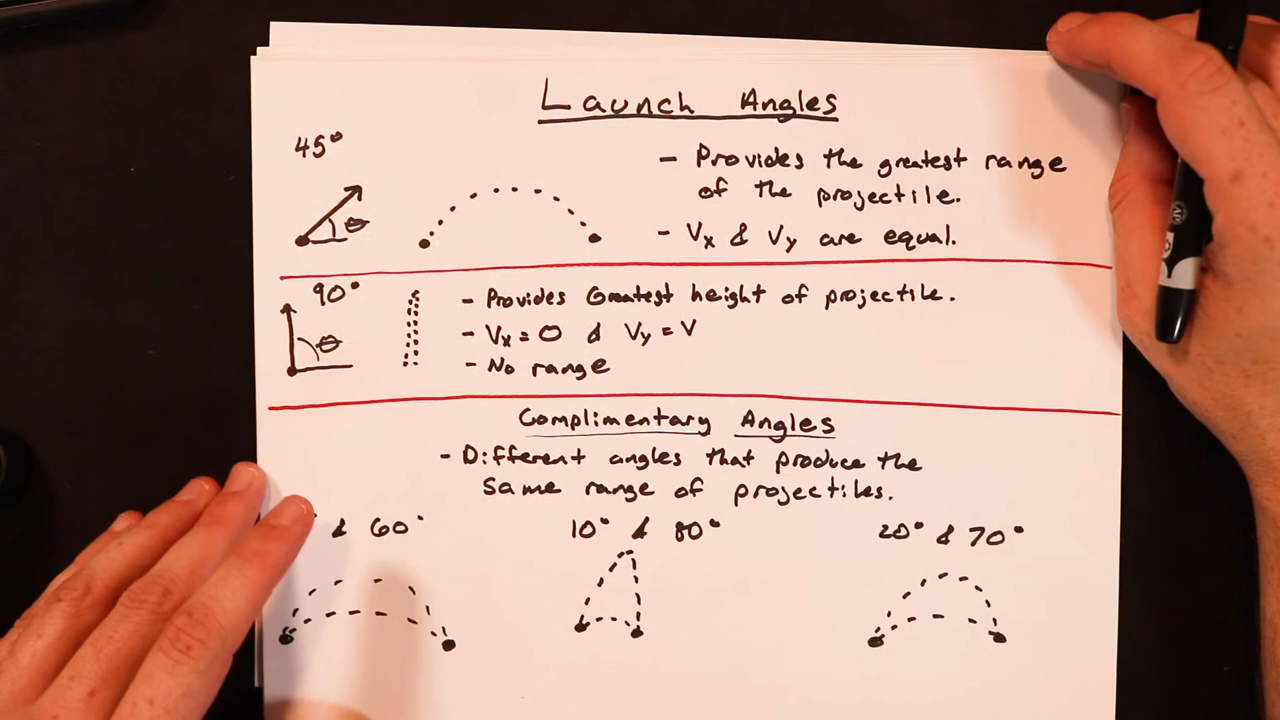 Launch Angles
45°
- Provides the greatest range
of the projectile.
θ
- Vx & Vy are equal.
90°
- Provides Greatest height of projectile.
θ
- Vx = 0 & Vy = V
- No range
Complimentary Angles
- Different angles that produce the
same range of projectiles.
& 60°
10° & 80°
20° & 70°
AP